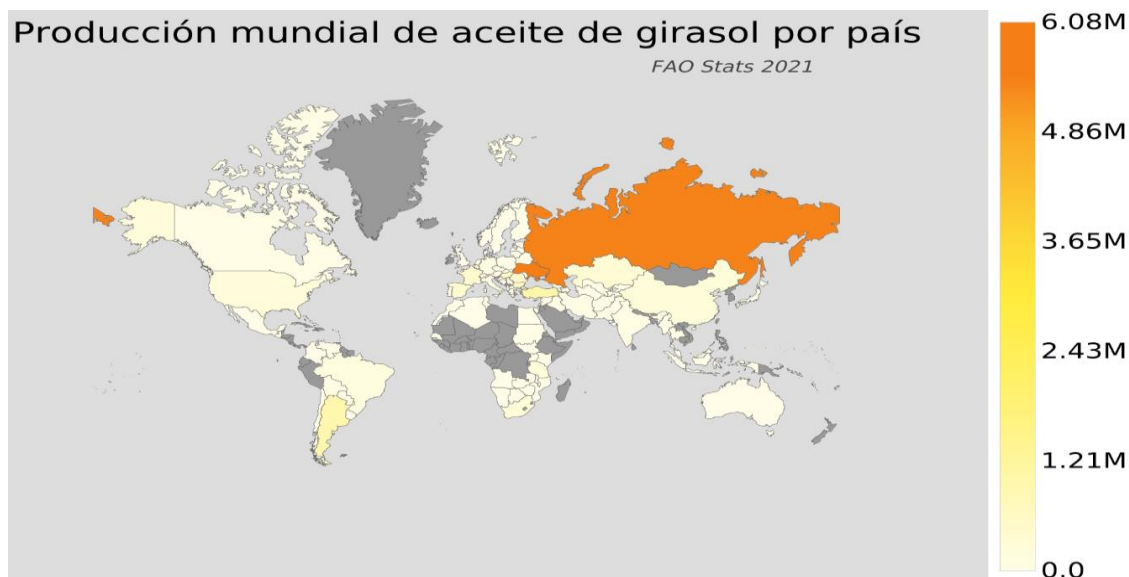 Producción mundial de aceite de girasol por país
FAO Stats 2021
6.08M
4.86M
3.65M
2.43M
1.21M
0.0